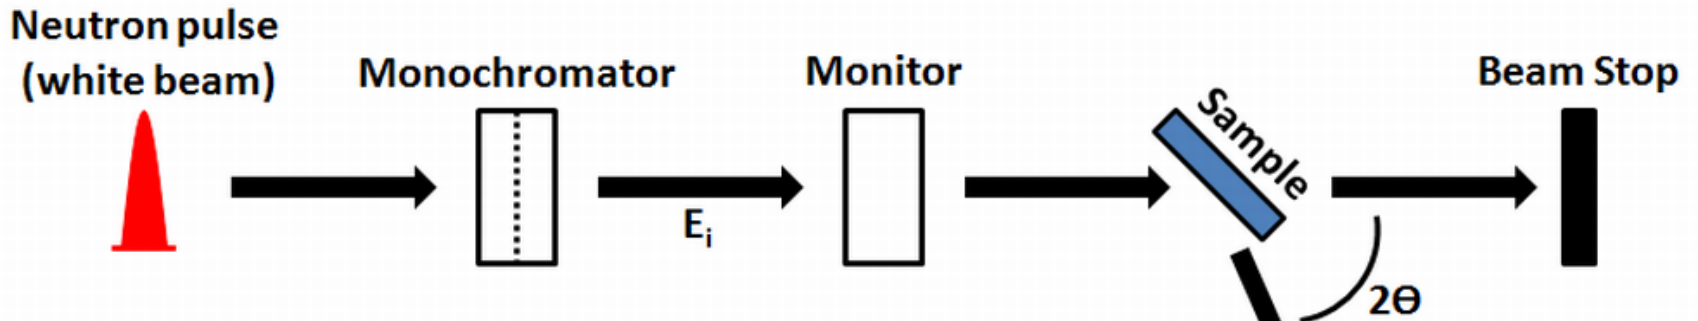 Neutron pulse
(white beam)
Monochromator
Monitor
Sample
Beam Stop
Ei
2Θ